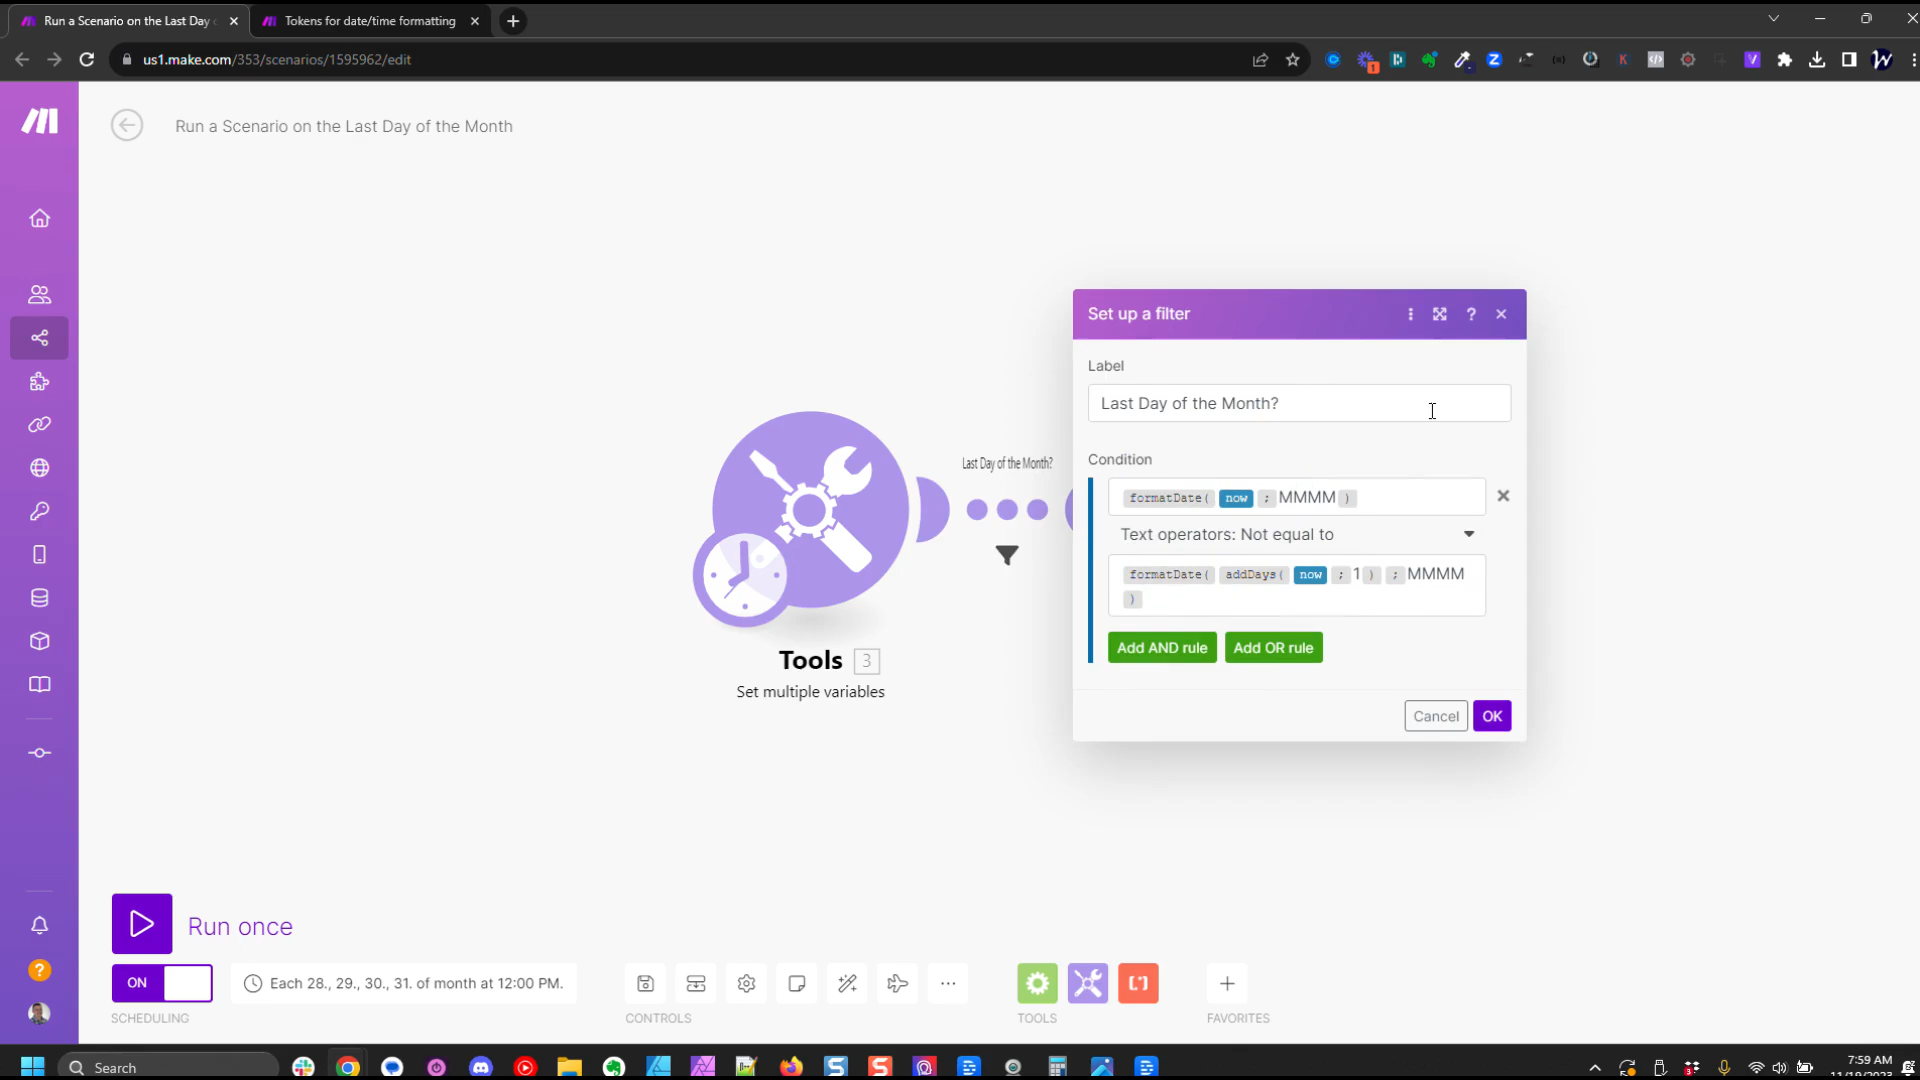 Run a Scenario on the Last Day
Tokens for date/time formatting
us1.make.com/353/scenarios/1595962/edit
Run a Scenario on the Last Day of the Month
Set up a filter
Label
Last Day of the Month?
Last Day of the Month?
Condition
formatDate( now ; MMMM )
Text operators: Not equal to
formatDate( addDays( now ; 1 ) ; MMMM
)
Add AND rule Add OR rule
Cancel OK
Tools 3
Set multiple variables
Run once
ON
Each 28., 29., 30., 31. of month at 12:00 PM.
SCHEDULING
CONTROLS
TOOLS
FAVORITES
Search
7:59 AM